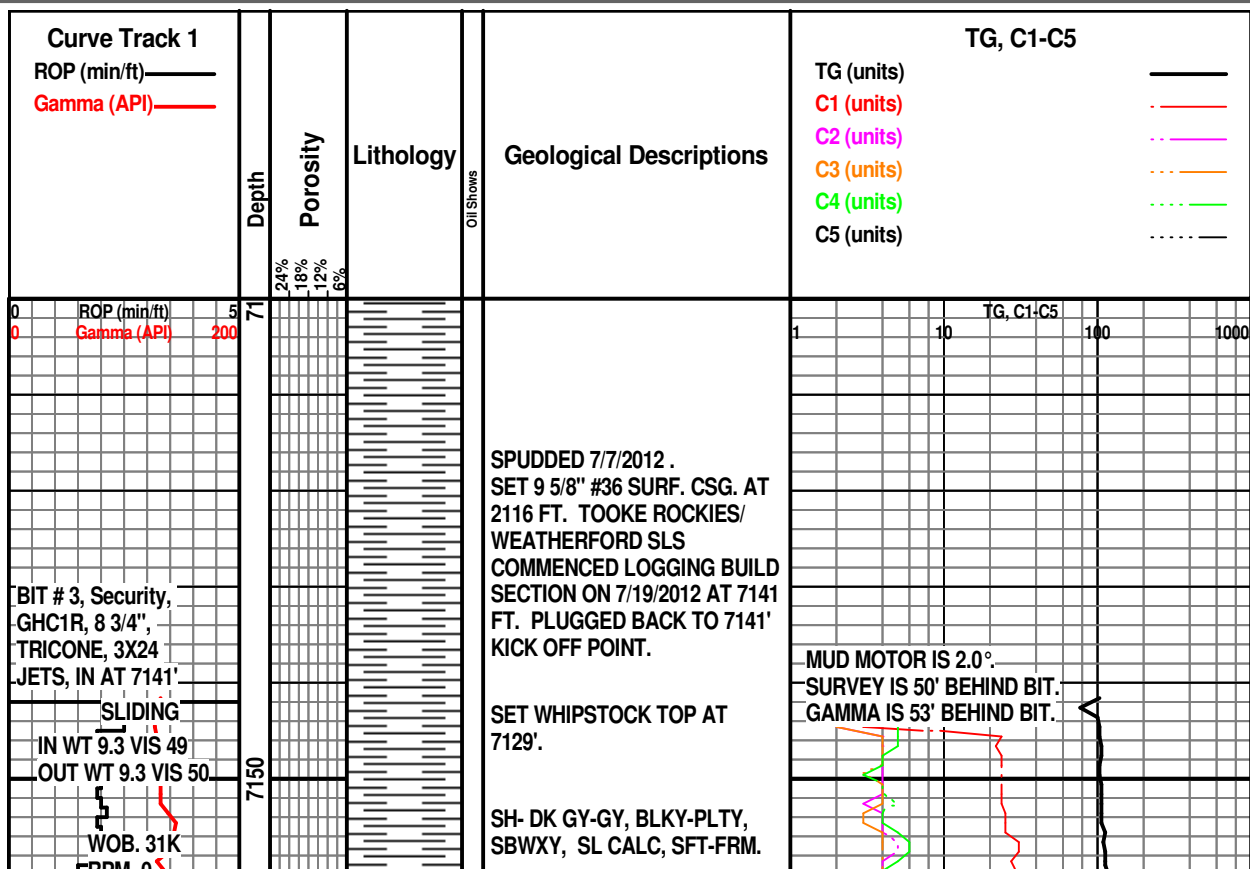 Curve Track 1
ROP (min/ft)
Gamma (API)
Depth
Porosity
24%
18%
12%
6%
Lithology
Oil Shows
Geological Descriptions
TG, C1-C5
TG (units)
C1 (units)
C2 (units)
C3 (units)
C4 (units)
C5 (units)
0 ROP (min/ft) 5
0 Gamma (API) 200
71
TG, C1-C5
1 10 100 1000
SPUDDED 7/7/2012 .
SET 9 5/8" #36 SURF. CSG. AT
2116 FT. TOOKE ROCKIES/
WEATHERFORD SLS
COMMENCED LOGGING BUILD
SECTION ON 7/19/2012 AT 7141
FT. PLUGGED BACK TO 7141'
KICK OFF POINT.
BIT # 3, Security,
GHC1R, 8 3/4",
TRICONE, 3X24
JETS, IN AT 7141'
MUD MOTOR IS 2.0°.
SURVEY IS 50' BEHIND BIT.
GAMMA IS 53' BEHIND BIT.
SLIDING
SET WHIPSTOCK TOP AT
7129'.
IN WT 9.3 VIS 49
OUT WT 9.3 VIS 50
7150
SH- DK GY-GY, BLKY-PLTY,
SBWXY, SL CALC, SFT-FRM.
WOB. 31K
RPM. 0